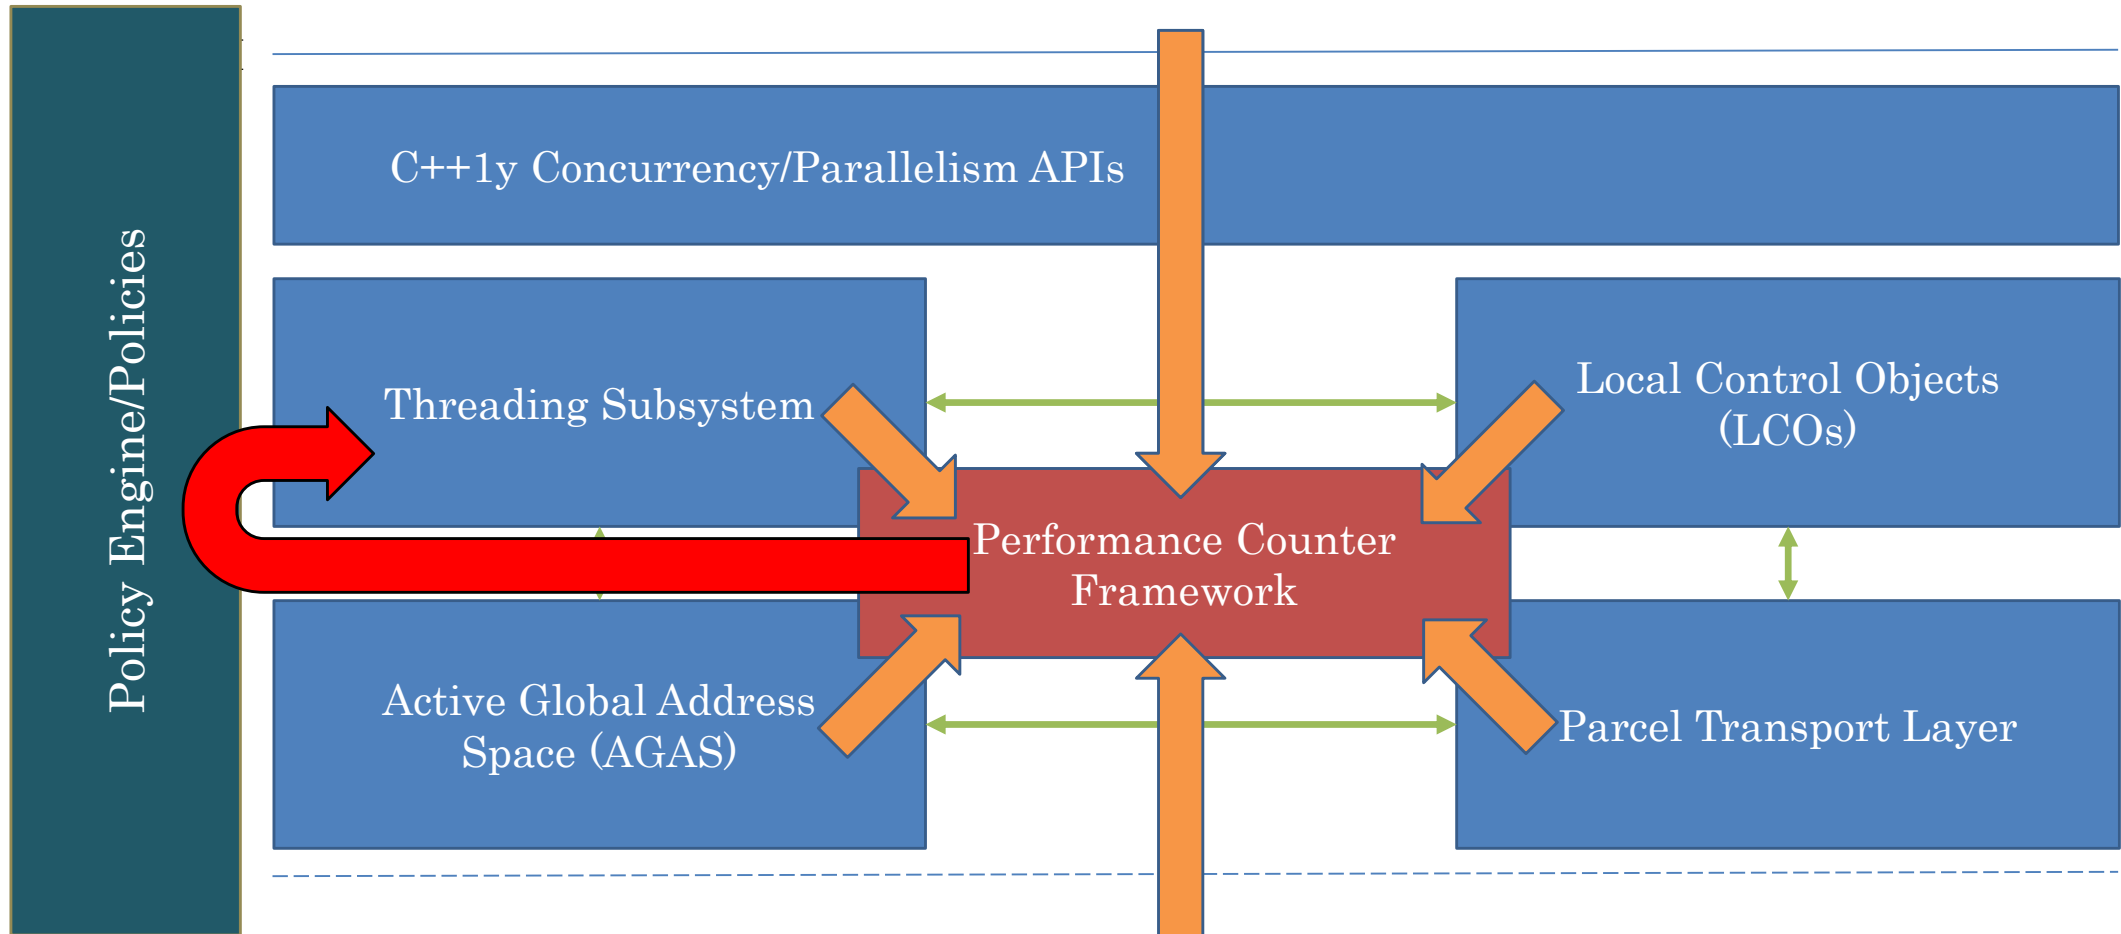 Policy Engine/Policies
C++1y Concurrency/Parallelism APIs
Threading Subsystem
Local Control Objects
(LCOs)
Performance Counter
Framework
Active Global Address
Space (AGAS)
Parcel Transport Layer